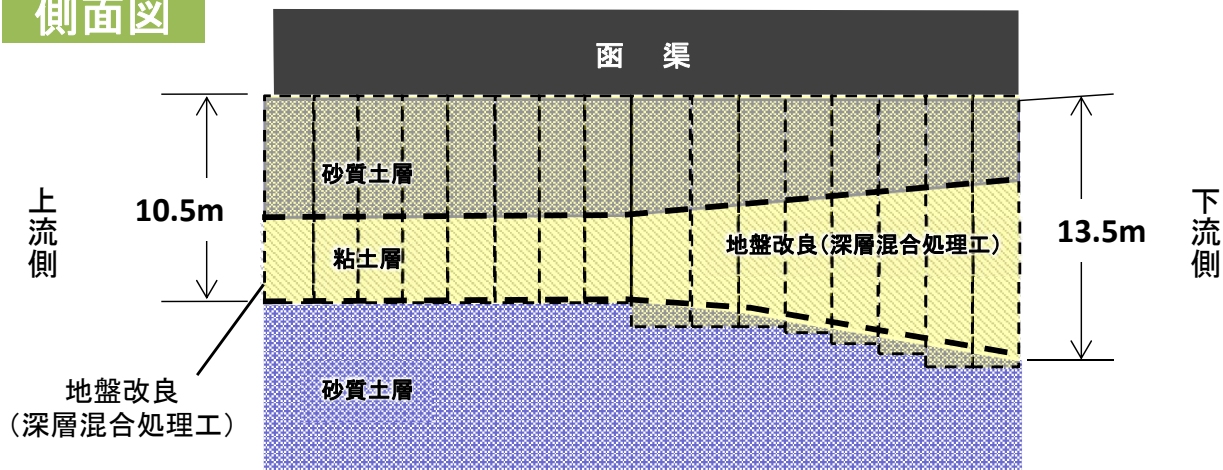 側面図
函 渠
砂質土層
上流側
10.5m
粘土層
地盤改良(深層混合処理工)
13.5m
下流側
地盤改良
(深層混合処理工)
砂質土層